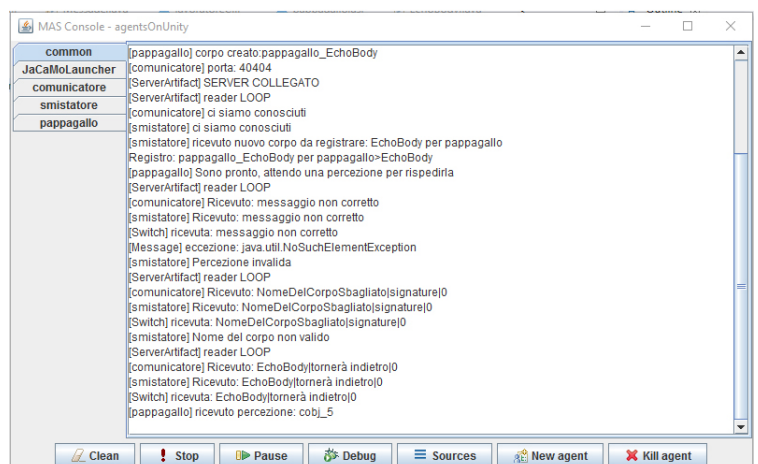 MAS Console - agentsOnUnity
common
JaCaMoLauncher
comunicatore
smistatore
pappagallo
[pappagallo] corpo creato:pappagallo_EchoBody
[comunicatore] porta: 40404
[ServerArtifact] SERVER COLLEGATO
[ServerArtifact] reader LOOP
[comunicatore] ci siamo conosciuti
[smistatore] ci siamo conosciuti
[smistatore] ricevuto nuovo corpo da registrare: EchoBody per pappagallo
Registro: pappagallo_EchoBody per pappagallo>EchoBody
[pappagallo] Sono pronto, attendo una percezione per rispedirla
[ServerArtifact] reader LOOP
[comunicatore] Ricevuto: messaggio non corretto
[smistatore] Ricevuto: messaggio non corretto
[Switch] ricevuta: messaggio non corretto
[Message] eccezione: java.util.NoSuchElementException
[smistatore] Percezione invalida
[ServerArtifact] reader LOOP
[comunicatore] Ricevuto: NomeDelCorpoSbagliato|signature|0
[smistatore] Ricevuto: NomeDelCorpoSbagliato|signature|0
[Switch] ricevuta: NomeDelCorpoSbagliato|signature|0
[smistatore] Nome del corpo non valido
[ServerArtifact] reader LOOP
[comunicatore] Ricevuto: EchoBody|tornerà indietro|0
[smistatore] Ricevuto: EchoBody|tornerà indietro|0
[Switch] ricevuta: EchoBody|tornerà indietro|0
[pappagallo] ricevuto percezione: cobj_5
Clean Stop Pause Debug Sources New agent Kill agent